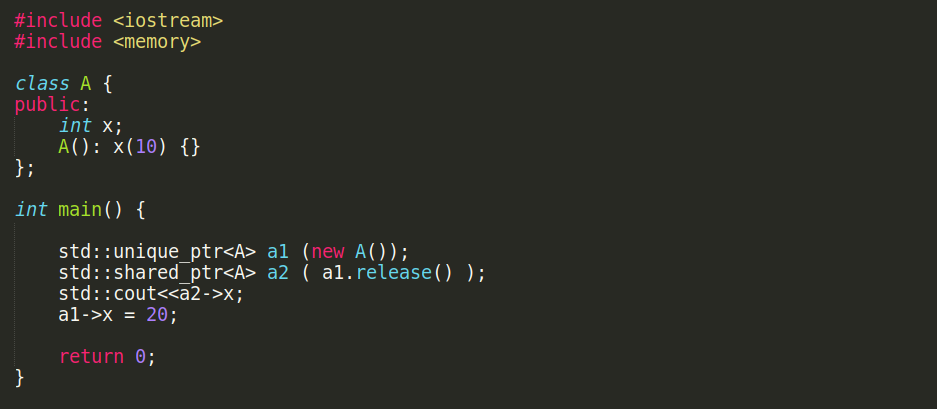 #include <iostream>
#include <memory>
class A {
public:
    int x;
    A(): x(10) {}
};
int main() {
    std::unique_ptr<A> a1 (new A());
    std::shared_ptr<A> a2 ( a1.release() );
    std::cout<<a2->x;
    a1->x = 20;
    return 0;
}